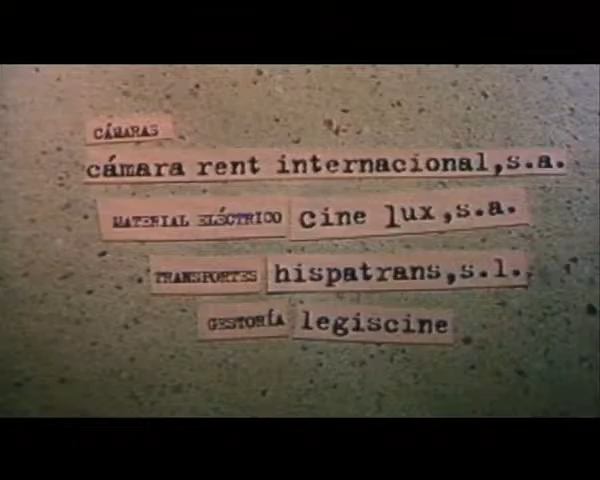 CÁMARAS
cámara rent internacional,s.a.
MATERIAL ELÉCTRICO cine lux,s.a.
TRANSPORTES hispatrans,s.l.
GESTORÍA legiscine